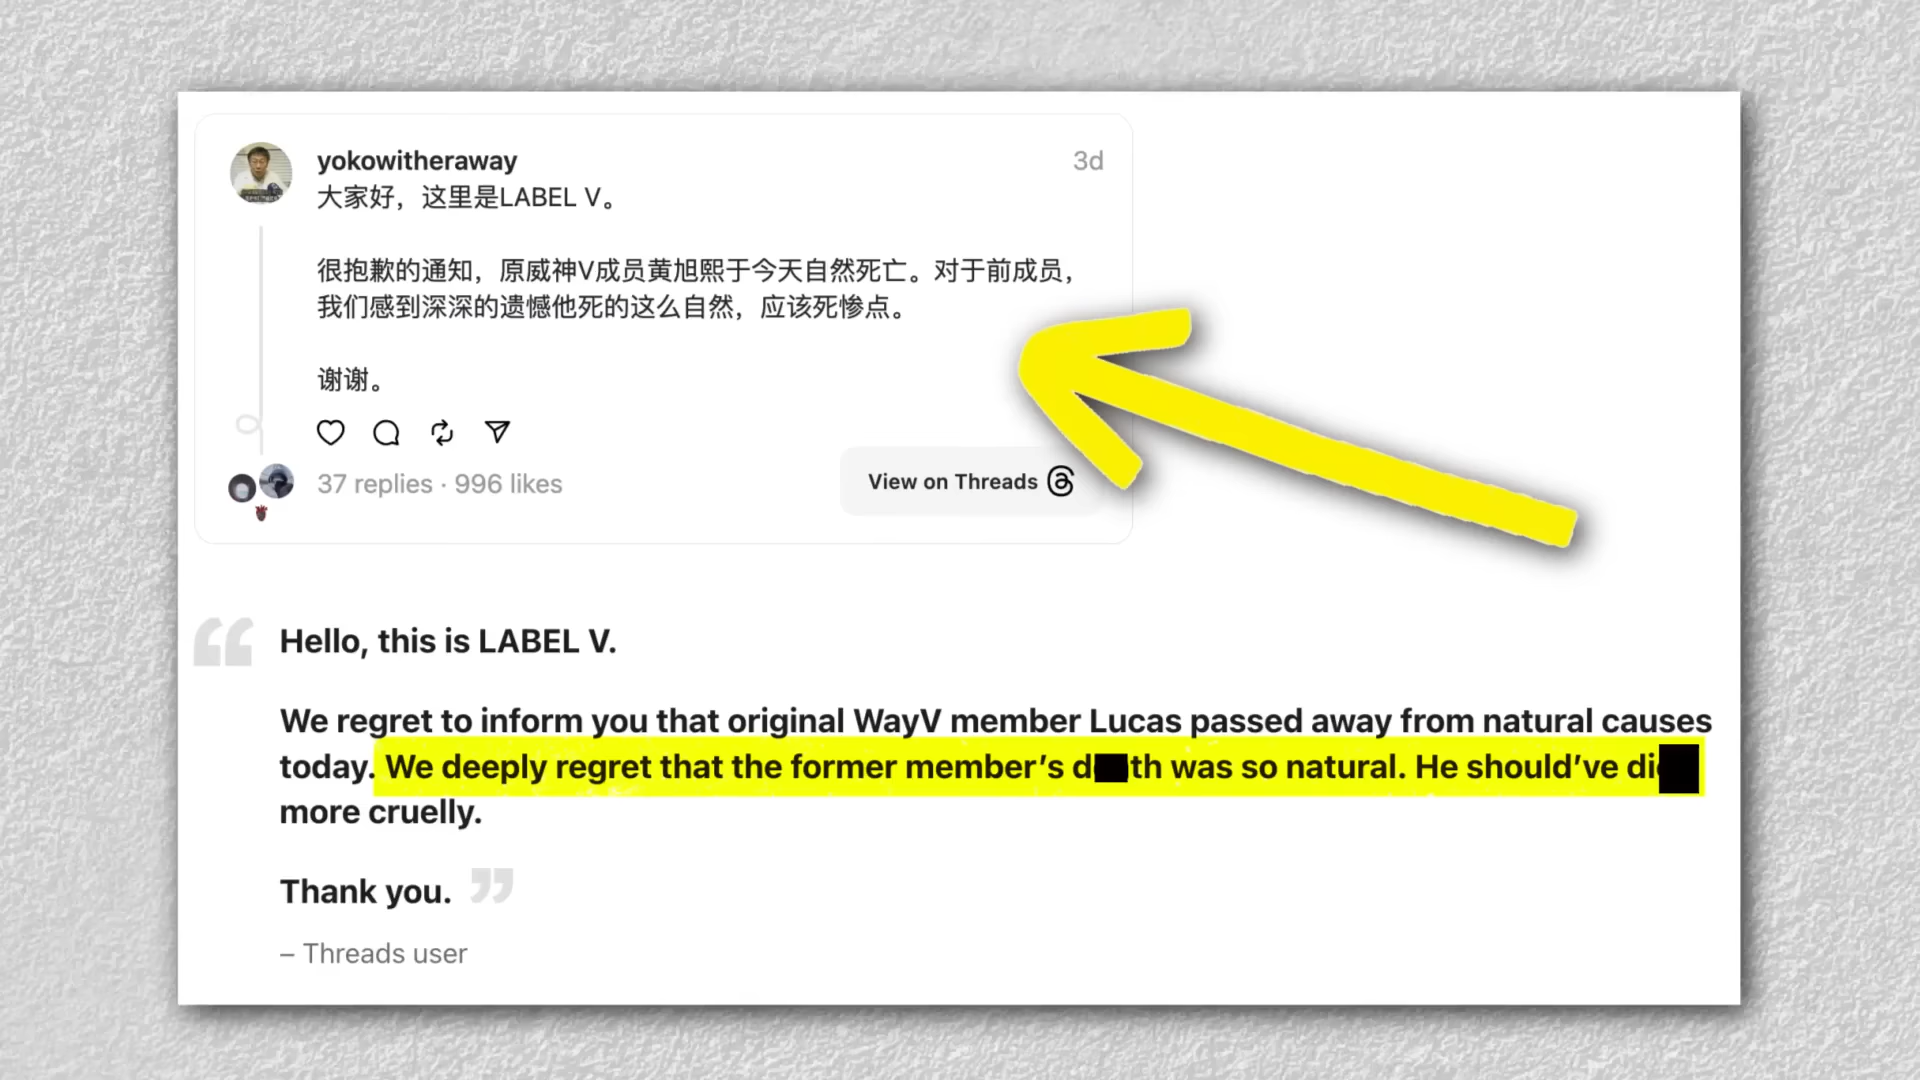 yokowitheraway
3d
大家好，这里是LABEL V。
很抱歉的通知，原威神V成员黄旭熙于今天自然死亡。对于前成员，
我们感到深深的遗憾他死的这么自然，应该死惨点。
谢谢。
37 replies · 996 likes
View on Threads
“
Hello, this is LABEL V.
We regret to inform you that original WayV member Lucas passed away from natural causes
today. We deeply regret that the former member’s d th was so natural. He should’ve di
more cruelly.
Thank you. ”
– Threads user